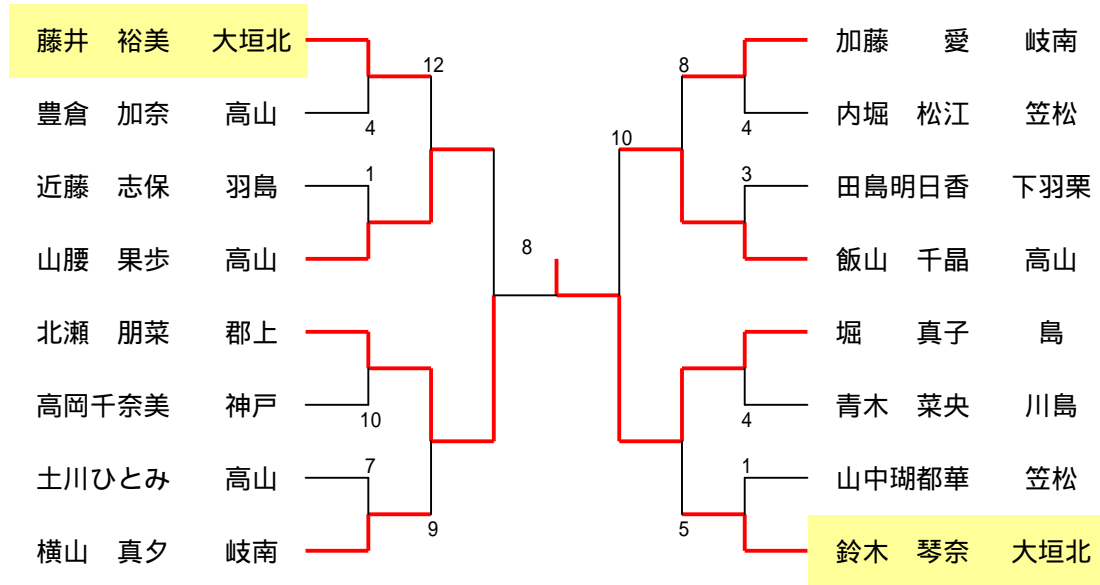 藤井 裕美 大垣北
12
豊倉 加奈 高山
4
近藤 志保 羽島
1
山腰 果歩 高山
8
北瀬 朋菜 郡上
高岡千奈美 神戸
10
土川ひとみ 高山
7
横山 真夕 岐南
9
加藤 愛 岐南
8
内堀 松江 笠松
4
10
田島明日香 下羽栗
3
飯山 千晶 高山
堀 真子 島
青木 菜央 川島
4
山中瑚都華 笠松
1
鈴木 琴奈 大垣北
5